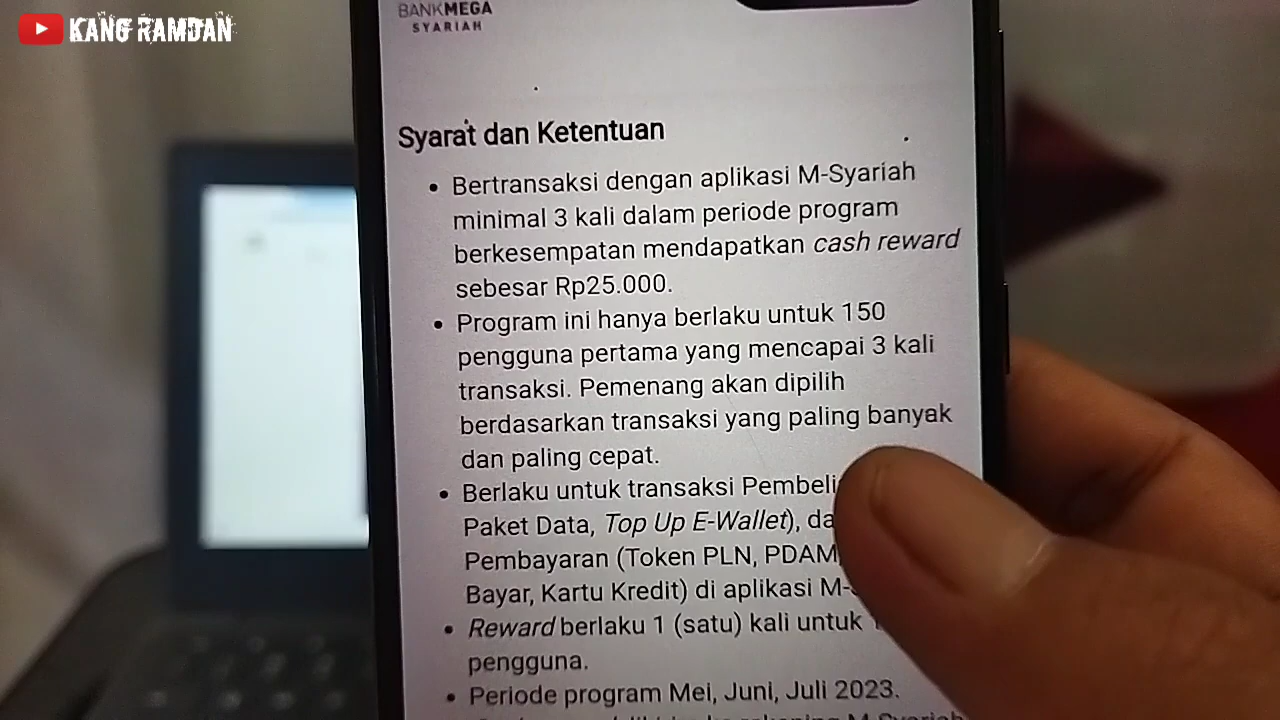 KANG RAMDAN
BANKMEGA
SYARIAH
Syarat dan Ketentuan
• Bertransaksi dengan aplikasi M-Syariah
minimal 3 kali dalam periode program
berkesempatan mendapatkan cash reward
sebesar Rp25.000.
• Program ini hanya berlaku untuk 150
pengguna pertama yang mencapai 3 kali
transaksi. Pemenang akan dipilih
berdasarkan transaksi yang paling banyak
dan paling cepat.
• Berlaku untuk transaksi
Paket Data, Top Up E-Wallet),
Pembayaran (Token PLN, PDAM,
Bayar, Kartu Kredit) di aplikasi
• Reward berlaku 1 (satu) kali untuk
pengguna.
• Periode program Mei, Juni, Juli 2023.